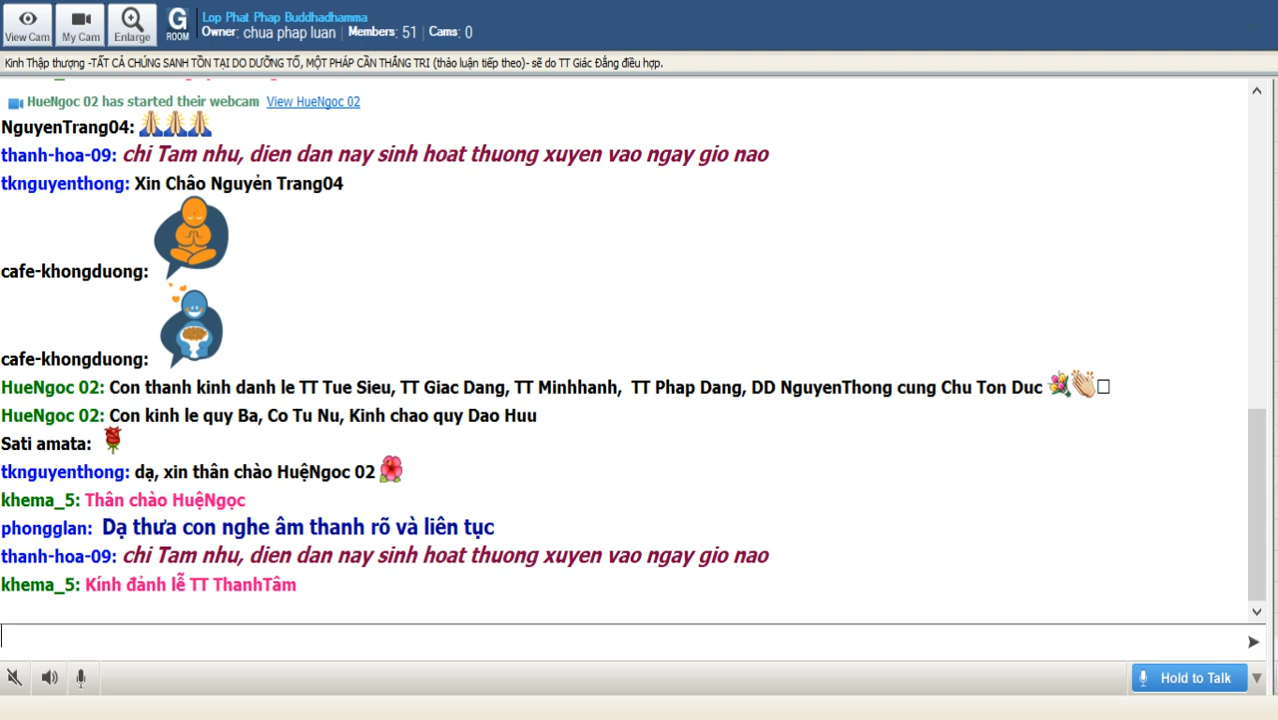 View Cam
My Cam
Enlarge
G
ROOM
Lop Phat Phap Buddhadhamma
Owner: chua phap luan | Members: 51 | Cams: 0
Kinh Thập thượng -TẤT CẢ CHÚNG SANH TỒN TẠI DO DƯỠNG TỐ, MỘT PHÁP CẦN THẮNG TRI (thảo luận tiếp theo)- sẽ do TT Giác Đẳng điều hợp.
HueNgoc 02 has started their webcam View HueNgoc 02
NguyenTrang04:
thanh-hoa-09: chi Tam nhu, dien dan nay sinh hoat thuong xuyen vao ngay gio nao
tknguyenthong: Xin Châo Nguyẻn Trang04
cafe-khongduong:
cafe-khongduong:
HueNgoc 02: Con thanh kinh danh le TT Tue Sieu, TT Giac Dang, TT Minhhanh, TT Phap Dang, DD NguyenThong cung Chu Ton Duc
HueNgoc 02: Con kinh le quy Ba, Co Tu Nu, Kinh chao quy Dao Huu
Sati amata:
tknguyenthong: dạ, xin thân chào HuệNgoc 02
khema_5: Thân chào HuệNgọc
phongglan: Dạ thưa con nghe âm thanh rõ và liên tục
thanh-hoa-09: chi Tam nhu, dien dan nay sinh hoat thuong xuyen vao ngay gio nao
khema_5: Kính đảnh lễ TT ThanhTâm
Hold to Talk